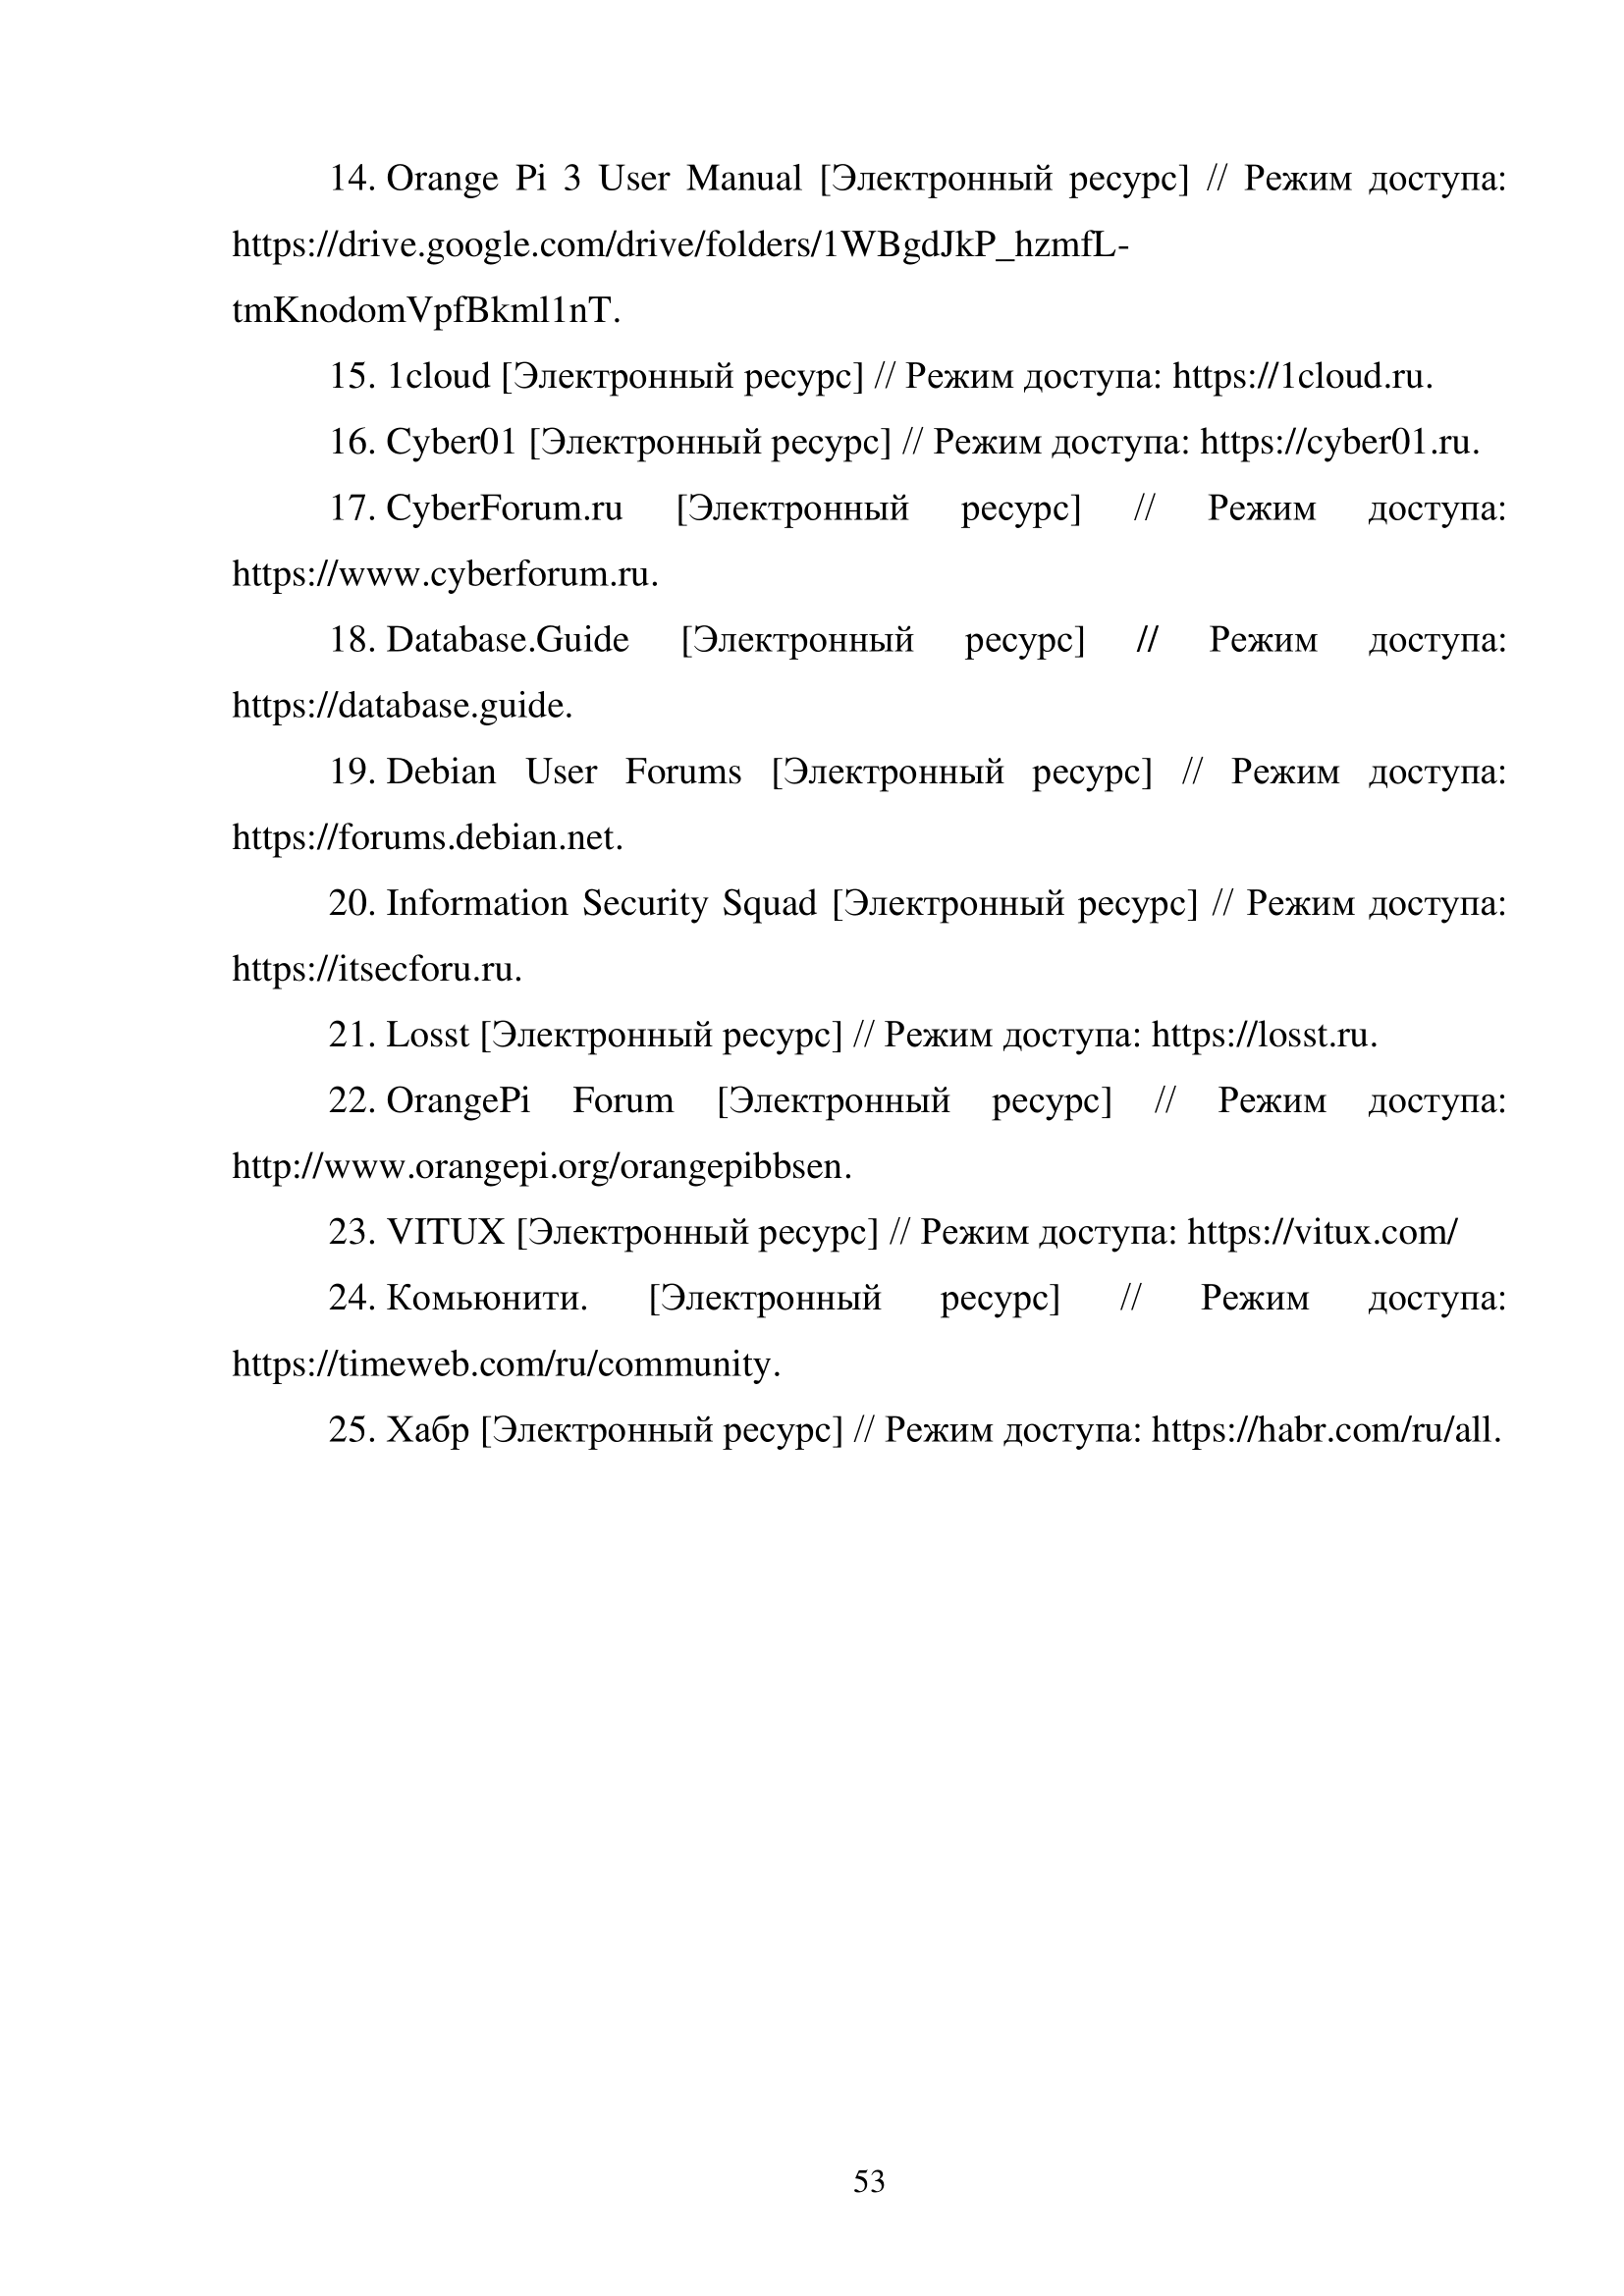 14. Orange Pi 3 User Manual [Электронный ресурс] // Режим доступа:
https://drive.google.com/drive/folders/1WBgdJkP_hzmfL-
tmKnodomVpfBkml1nT.
15. 1cloud [Электронный ресурс] // Режим доступа: https://1cloud.ru.
16. Cyber01 [Электронный ресурс] // Режим доступа: https://cyber01.ru.
17. CyberForum.ru [Электронный ресурс] // Режим доступа:
https://www.cyberforum.ru.
18. Database.Guide [Электронный ресурс] // Режим доступа:
https://database.guide.
19. Debian User Forums [Электронный ресурс] // Режим доступа:
https://forums.debian.net.
20. Information Security Squad [Электронный ресурс] // Режим доступа:
https://itsecforu.ru.
21. Losst [Электронный ресурс] // Режим доступа: https://losst.ru.
22. OrangePi Forum [Электронный ресурс] // Режим доступа:
http://www.orangepi.org/orangepibbsen.
23. VITUX [Электронный ресурс] // Режим доступа: https://vitux.com/
24. Комьюнити. [Электронный ресурс] // Режим доступа:
https://timeweb.com/ru/community.
25. Хабр [Электронный ресурс] // Режим доступа: https://habr.com/ru/all.
53